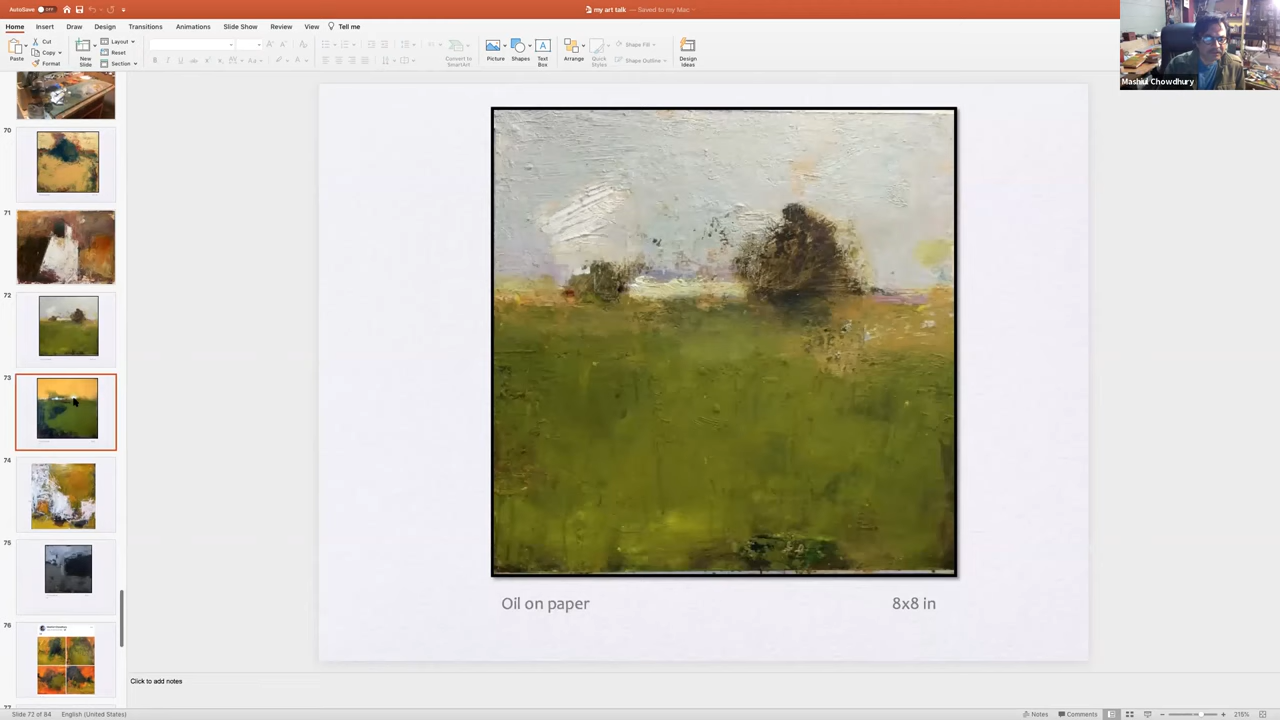 AutoSave OFF
my art talk — Saved to my Mac
Home Insert Draw Design Transitions Animations Slide Show Review View Tell me
Paste
Cut
Copy
Format
New Slide
Layout
Reset
Section
Convert to SmartArt
Picture
Shapes
Text Box
Arrange
Quick Styles
Shape Fill
Shape Outline
Design Ideas
Mashiul Chowdhury
70
71
72
73
74
75
76
Oil on paper
8x8 in
Click to add notes
Slide 72 of 84 English (United States) Notes Comments 215%